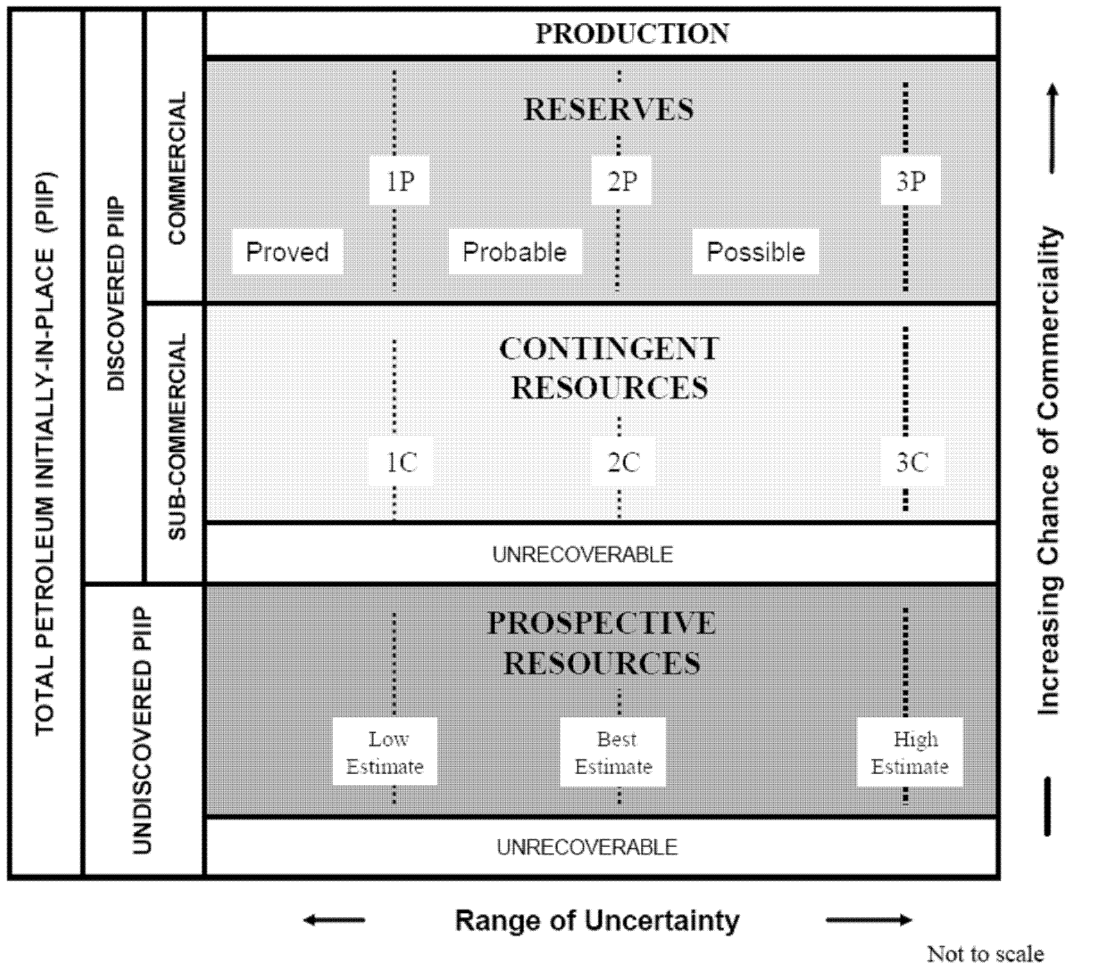 TOTAL PETROLEUM INITIALLY-IN-PLACE (PIIP)
DISCOVERED PIIP
UNDISCOVERED PIIP
COMMERCIAL
SUB-COMMERCIAL
PRODUCTION
RESERVES
1P 2P 3P
Proved Probable Possible
CONTINGENT
RESOURCES
1C 2C 3C
UNRECOVERABLE
PROSPECTIVE
RESOURCES
Low Best High
Estimate Estimate Estimate
UNRECOVERABLE
Increasing Chance of Commerciality
Range of Uncertainty
Not to scale